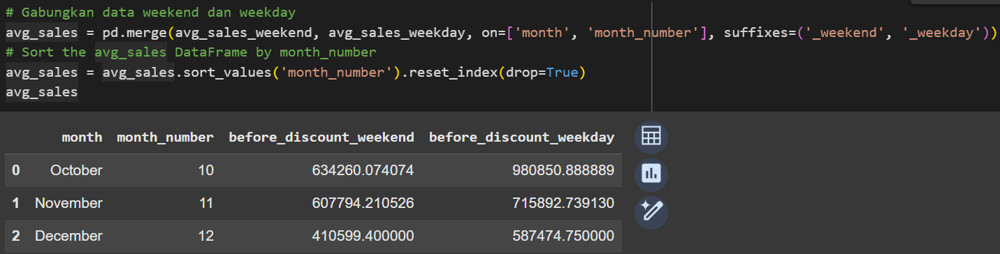 # Gabungkan data weekend dan weekday
avg_sales = pd.merge(avg_sales_weekend, avg_sales_weekday, on=['month', 'month_number'], suffixes=('_weekend', '_weekday'))
# Sort the avg_sales DataFrame by month_number
avg_sales = avg_sales.sort_values('month_number').reset_index(drop=True)
avg_sales
month month_number before_discount_weekend before_discount_weekday
0 October 10 634260.074074 980850.888889
1 November 11 607794.210526 715892.739130
2 December 12 410599.400000 587474.750000